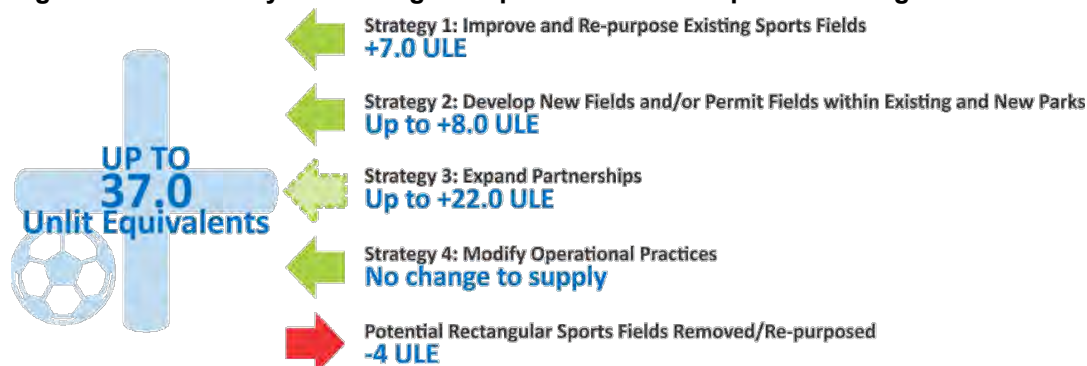 Strategy 1: Improve and Re-purpose Existing Sports Fields
+7.0 ULE
Strategy 2: Develop New Fields and/or Permit Fields within Existing and New Parks
Up to +8.0 ULE
UP TO
37.0
Unlit Equivalents
Strategy 3: Expand Partnerships
Up to +22.0 ULE
Strategy 4: Modify Operational Practices
No change to supply
Potential Rectangular Sports Fields Removed/Re-purposed
-4 ULE